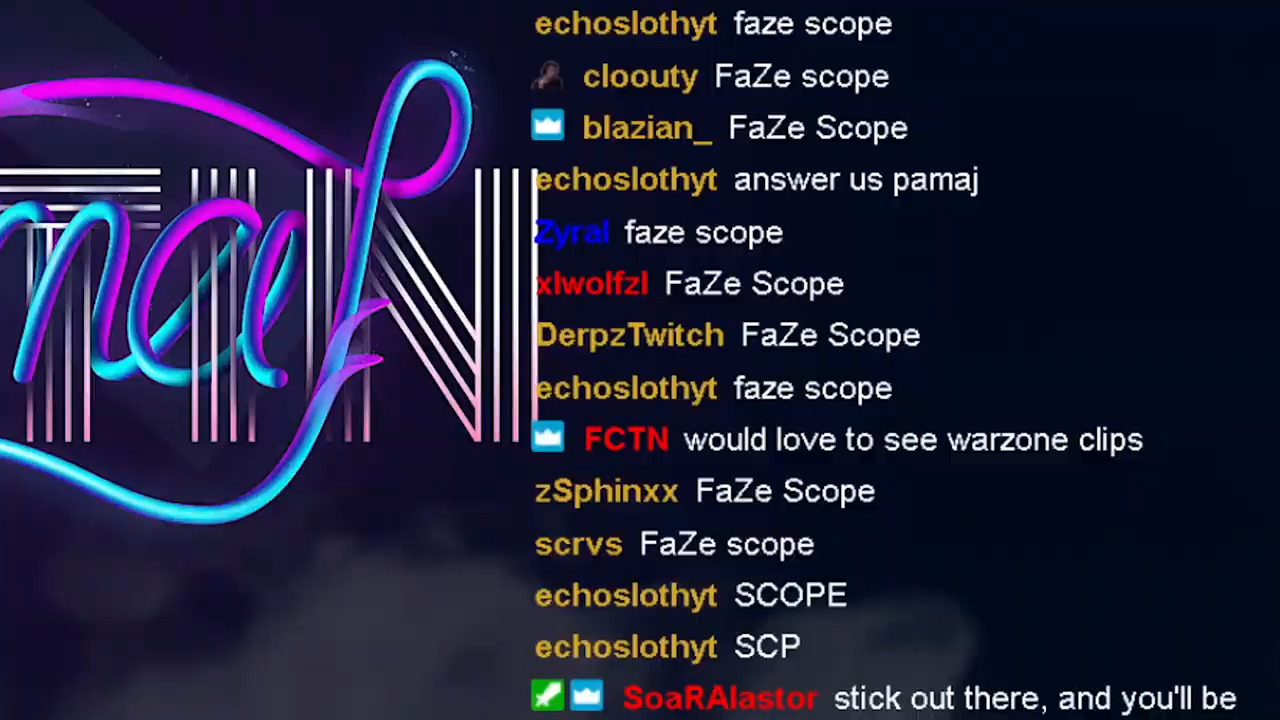 echoslothyt faze scope
cloouty FaZe scope
blazian_ FaZe Scope
echoslothyt answer us pamaj
Zyral faze scope
xlwolfzl FaZe Scope
DerpzTwitch FaZe Scope
echoslothyt faze scope
FCTN would love to see warzone clips
zSphinxx FaZe Scope
scrvs FaZe scope
echoslothyt SCOPE
echoslothyt SCP
SoaRAlastor stick out there, and you'll be